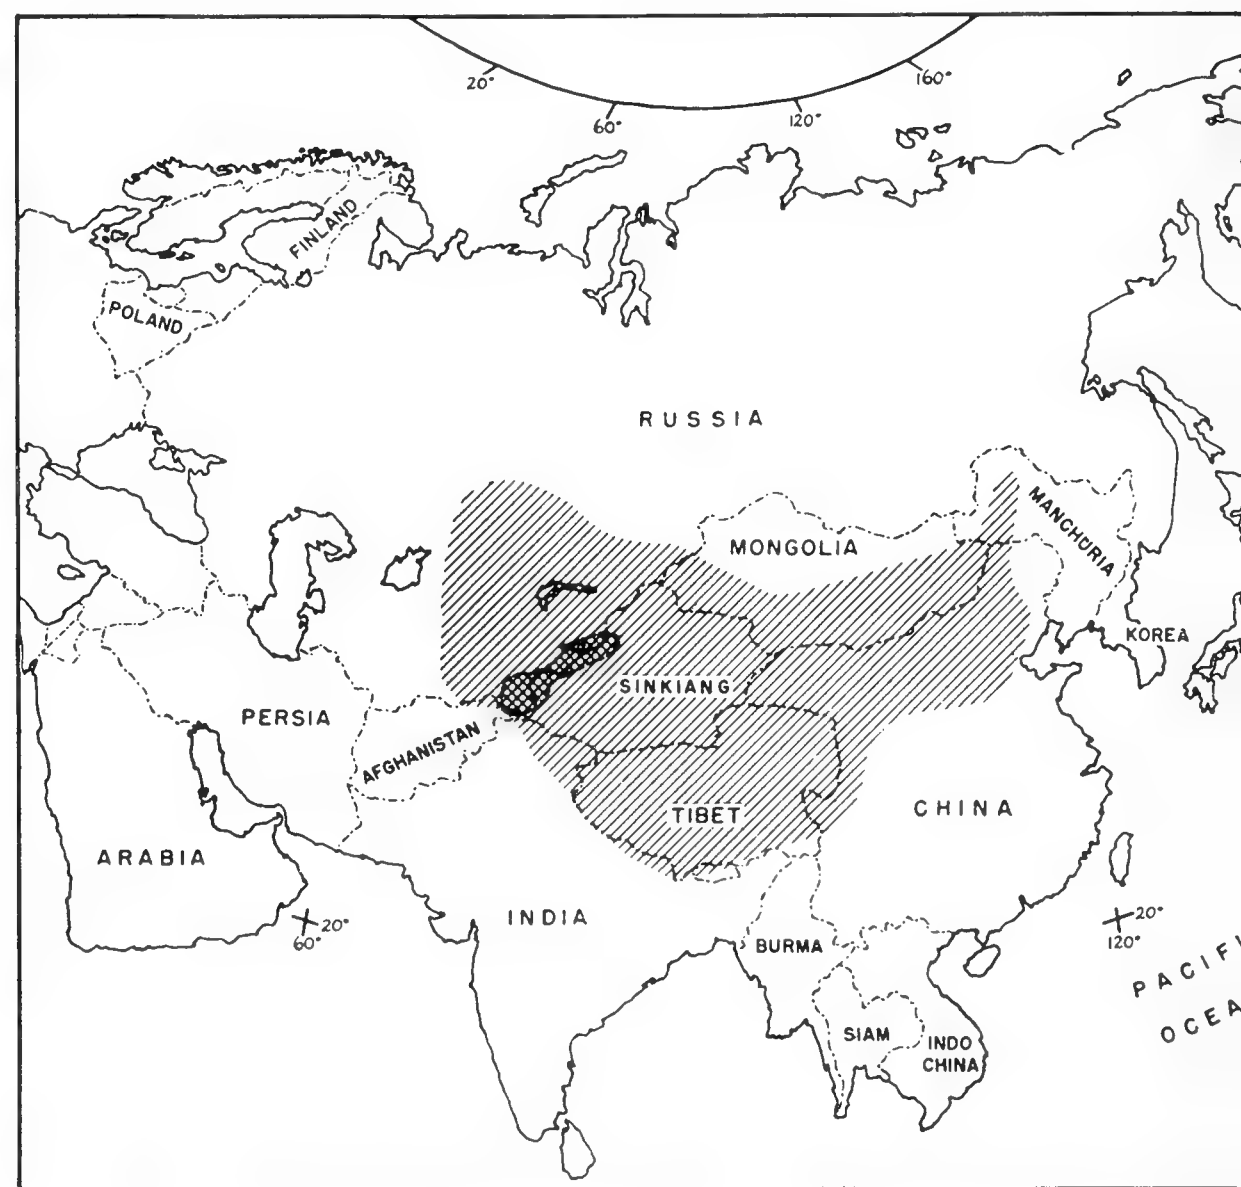 20°
160°
60°
120°
FINLAND
POLAND
RUSSIA
MANCHURIA
MONGOLIA
KOREA
SINKIANG
PERSIA
AFGHANISTAN
TIBET
CHINA
ARABIA
INDIA
20°
60°
20°
120°
BURMA
PACIFI
OCEA
SIAM
INDO
CHINA